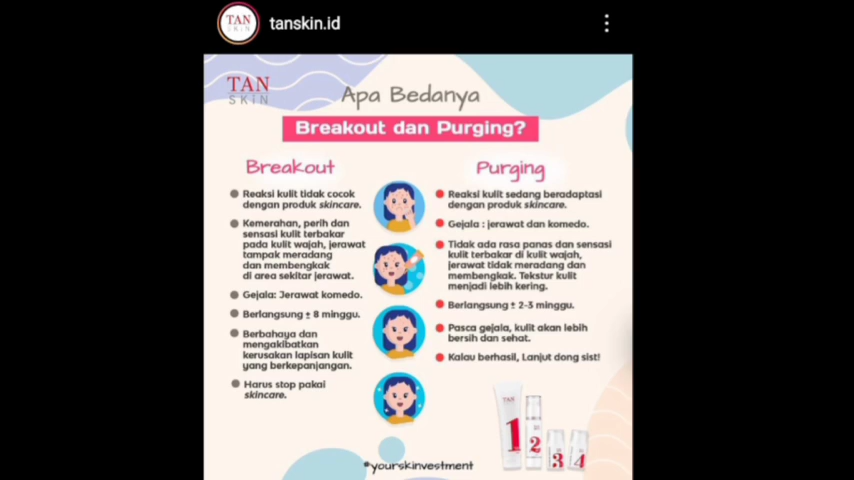 TAN
SKIN
tanskin.id
TAN
SKIN
Apa Bedanya
Breakout dan Purging?
Breakout
Reaksi kulit tidak cocok
dengan produk skincare.
Kemerahan, perih dan
sensasi kulit terbakar
pada kulit wajah, jerawat
tampak meradang
dan membengkak
di area sekitar jerawat.
Gejala: Jerawat komedo.
Berlangsung ± 8 minggu.
Berbahaya dan
mengakibatkan
kerusakan lapisan kulit
yang berkepanjangan.
Harus stop pakai
skincare.
Purging
Reaksi kulit sedang beradaptasi
dengan produk skincare.
Gejala : jerawat dan komedo.
Tidak ada rasa panas dan sensasi
kulit terbakar di kulit wajah,
jerawat tidak meradang dan
membengkak. Tekstur kulit
menjadi lebih kering.
Berlangsung ± 2-3 minggu.
Pasca gejala, kulit akan lebih
bersih dan sehat.
Kalau berhasil, Lanjut dong sist!
TAN
1
2
3
4
#yourskinvestment